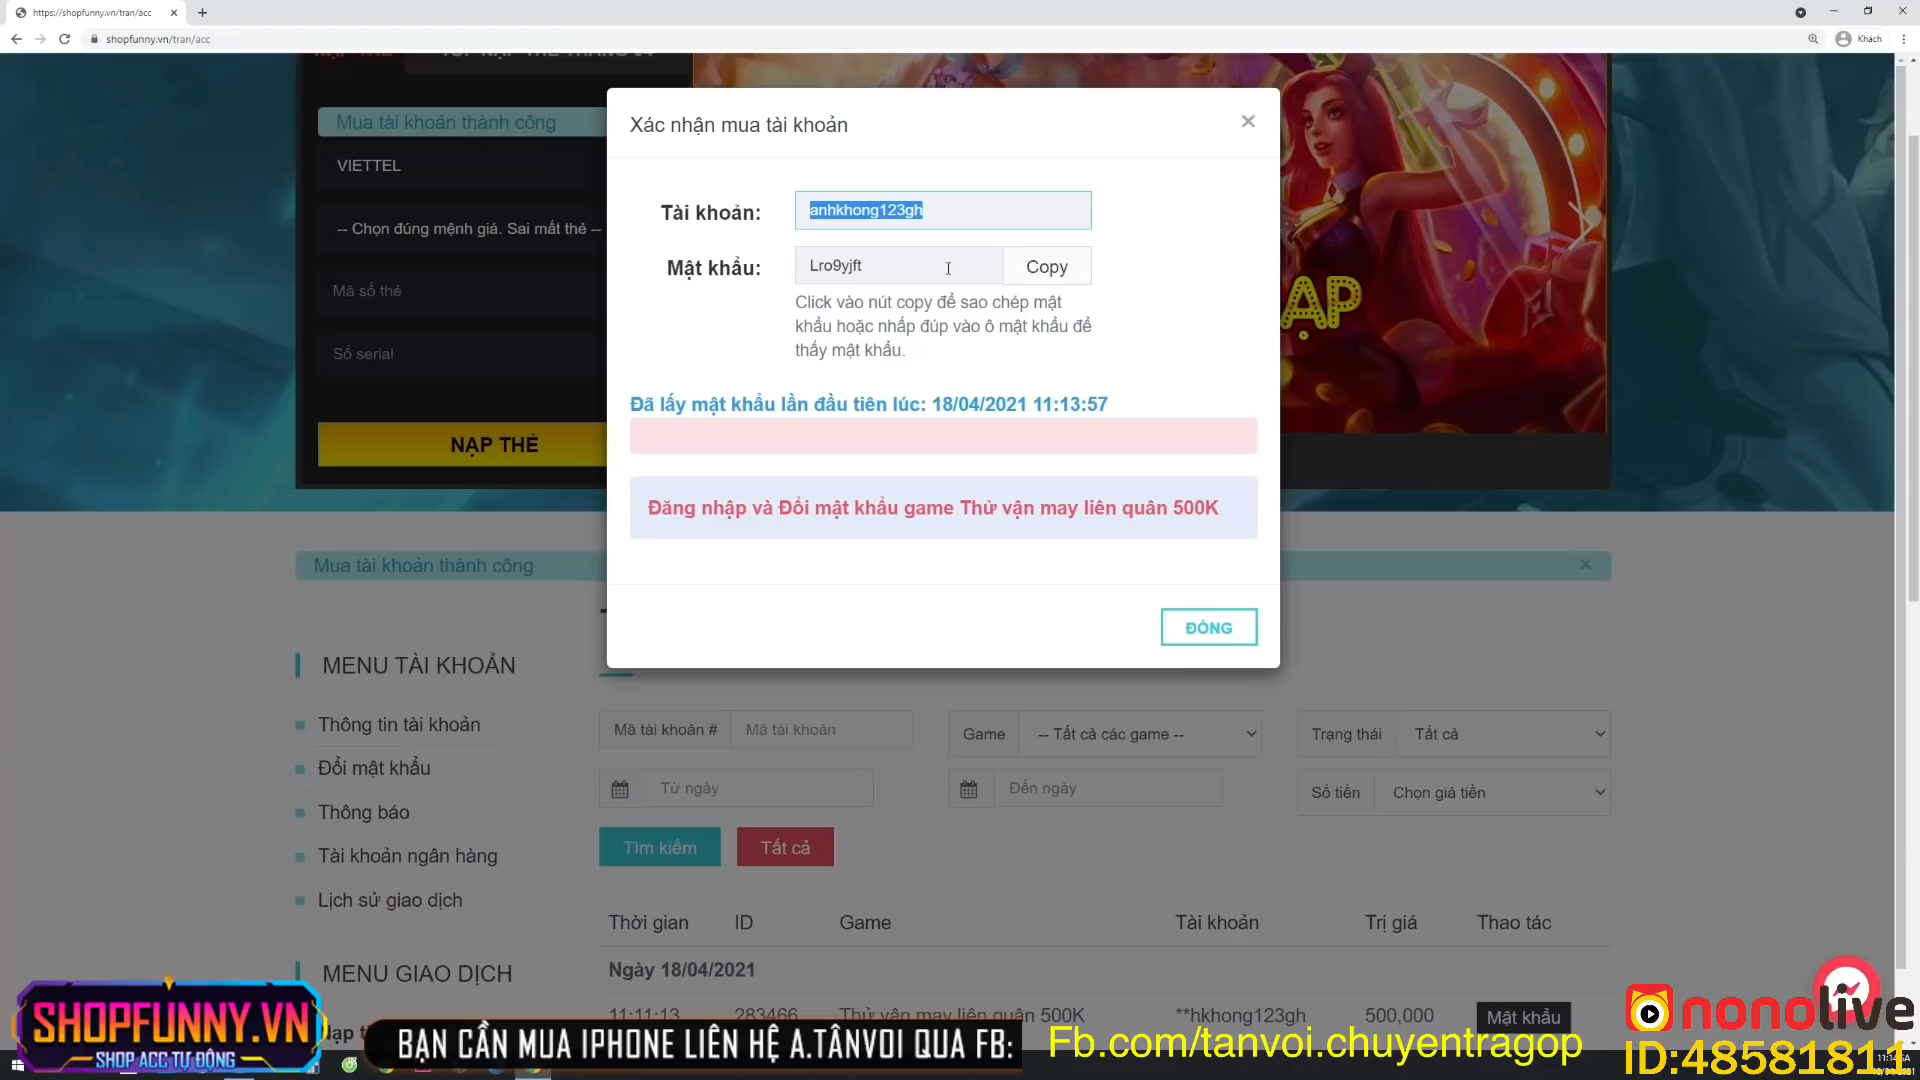 https://shopfunny.vn/tran/acc
shopfunny.vn/tran/acc
Khách
Mua tài khoản thành công
VIETTEL
-- Chọn đúng mệnh giá. Sai mất thẻ --
Mã số thẻ
Số serial
NẠP THẺ
Xác nhận mua tài khoản
Tài khoản: anhkhong123gh
Mật khẩu: Lro9yjft Copy
Click vào nút copy để sao chép mật
khẩu hoặc nhấp đúp vào ô mật khẩu để
thấy mật khẩu.
Đã lấy mật khẩu lần đầu tiên lúc: 18/04/2021 11:13:57
Đăng nhập và Đổi mật khẩu game Thử vận may liên quân 500K
ĐÓNG
Mua tài khoản thành công
MENU TÀI KHOẢN
Thông tin tài khoản
Đổi mật khẩu
Thông báo
Tài khoản ngân hàng
Lịch sử giao dịch
MENU GIAO DỊCH
Mã tài khoản # Mã tài khoản Game -- Tất cả các game -- Trạng thái Tất cả
Từ ngày Đến ngày Số tiền Chọn giá tiền
Tìm kiếm Tất cả
Thời gian ID Game Tài khoản Trị giá Thao tác
Ngày 18/04/2021
11:11:13 283466 Thử vận may liên quân 500K **hkhong123gh 500,000 Mật khẩu
SHOPFUNNY.VN
SHOP ACC TỰ ĐỘNG
BẠN CẦN MUA IPHONE LIÊN HỆ A.TÂNVOI QUA FB: Fb.com/tanvoi.chuyentragop
nonolive
ID:48581811